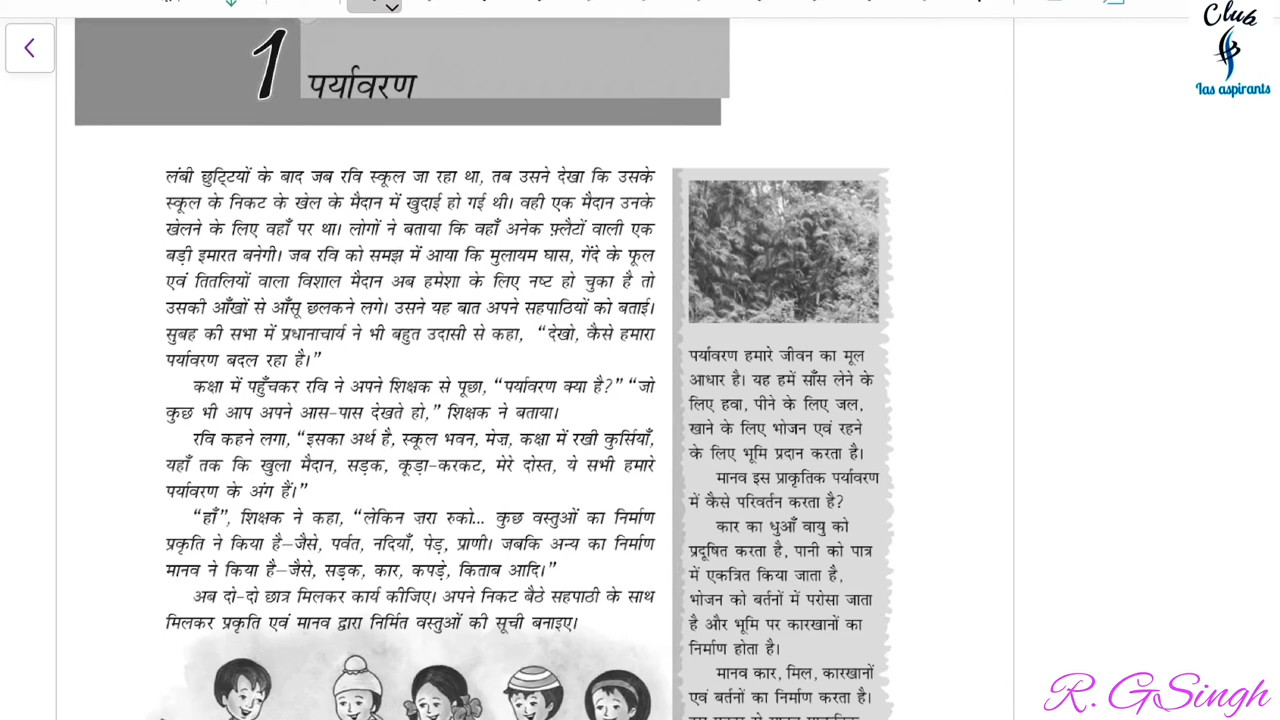 Club
Ias aspirants
1 पर्यावरण
लंबी छुट्टियों के बाद जब रवि स्कूल जा रहा था, तब उसने देखा कि उसके
स्कूल के निकट के खेल के मैदान में खुदाई हो गई थी। वही एक मैदान उनके
खेलने के लिए वहाँ पर था। लोगों ने बताया कि वहाँ अनेक फ़्लैटों वाली एक
बड़ी इमारत बनेगी। जब रवि को समझ में आया कि मुलायम घास, गेंदे के फूल
एवं तितलियों वाला विशाल मैदान अब हमेशा के लिए नष्ट हो चुका है तो
उसकी आँखों से आँसू छलकने लगे। उसने यह बात अपने सहपाठियों को बताई।
सुबह की सभा में प्रधानाचार्य ने भी बहुत उदासी से कहा, “देखो, कैसे हमारा
पर्यावरण बदल रहा है।”
कक्षा में पहुँचकर रवि ने अपने शिक्षक से पूछा, “पर्यावरण क्या है?” “जो
कुछ भी आप अपने आस-पास देखते हो,” शिक्षक ने बताया।
रवि कहने लगा, “इसका अर्थ है, स्कूल भवन, मेज़, कक्षा में रखी कुर्सियाँ,
यहाँ तक कि खुला मैदान, सड़क, कूड़ा-करकट, मेरे दोस्त, ये सभी हमारे
पर्यावरण के अंग हैं।”
“हाँ”, शिक्षक ने कहा, “लेकिन ज़रा रुको... कुछ वस्तुओं का निर्माण
प्रकृति ने किया है—जैसे, पर्वत, नदियाँ, पेड़, प्राणी। जबकि अन्य का निर्माण
मानव ने किया है—जैसे, सड़क, कार, कपड़े, किताब आदि।”
अब दो-दो छात्र मिलकर कार्य कीजिए। अपने निकट बैठे सहपाठी के साथ
मिलकर प्रकृति एवं मानव द्वारा निर्मित वस्तुओं की सूची बनाइए।
पर्यावरण हमारे जीवन का मूल
आधार है। यह हमें साँस लेने के
लिए हवा, पीने के लिए जल,
खाने के लिए भोजन एवं रहने
के लिए भूमि प्रदान करता है।
मानव इस प्राकृतिक पर्यावरण
में कैसे परिवर्तन करता है?
कार का धुआँ वायु को
प्रदूषित करता है, पानी को पात्र
में एकत्रित किया जाता है,
भोजन को बर्तनों में परोसा जाता
है और भूमि पर कारखानों का
निर्माण होता है।
मानव कार, मिल, कारखानों
एवं बर्तनों का निर्माण करता है।
R. GSingh